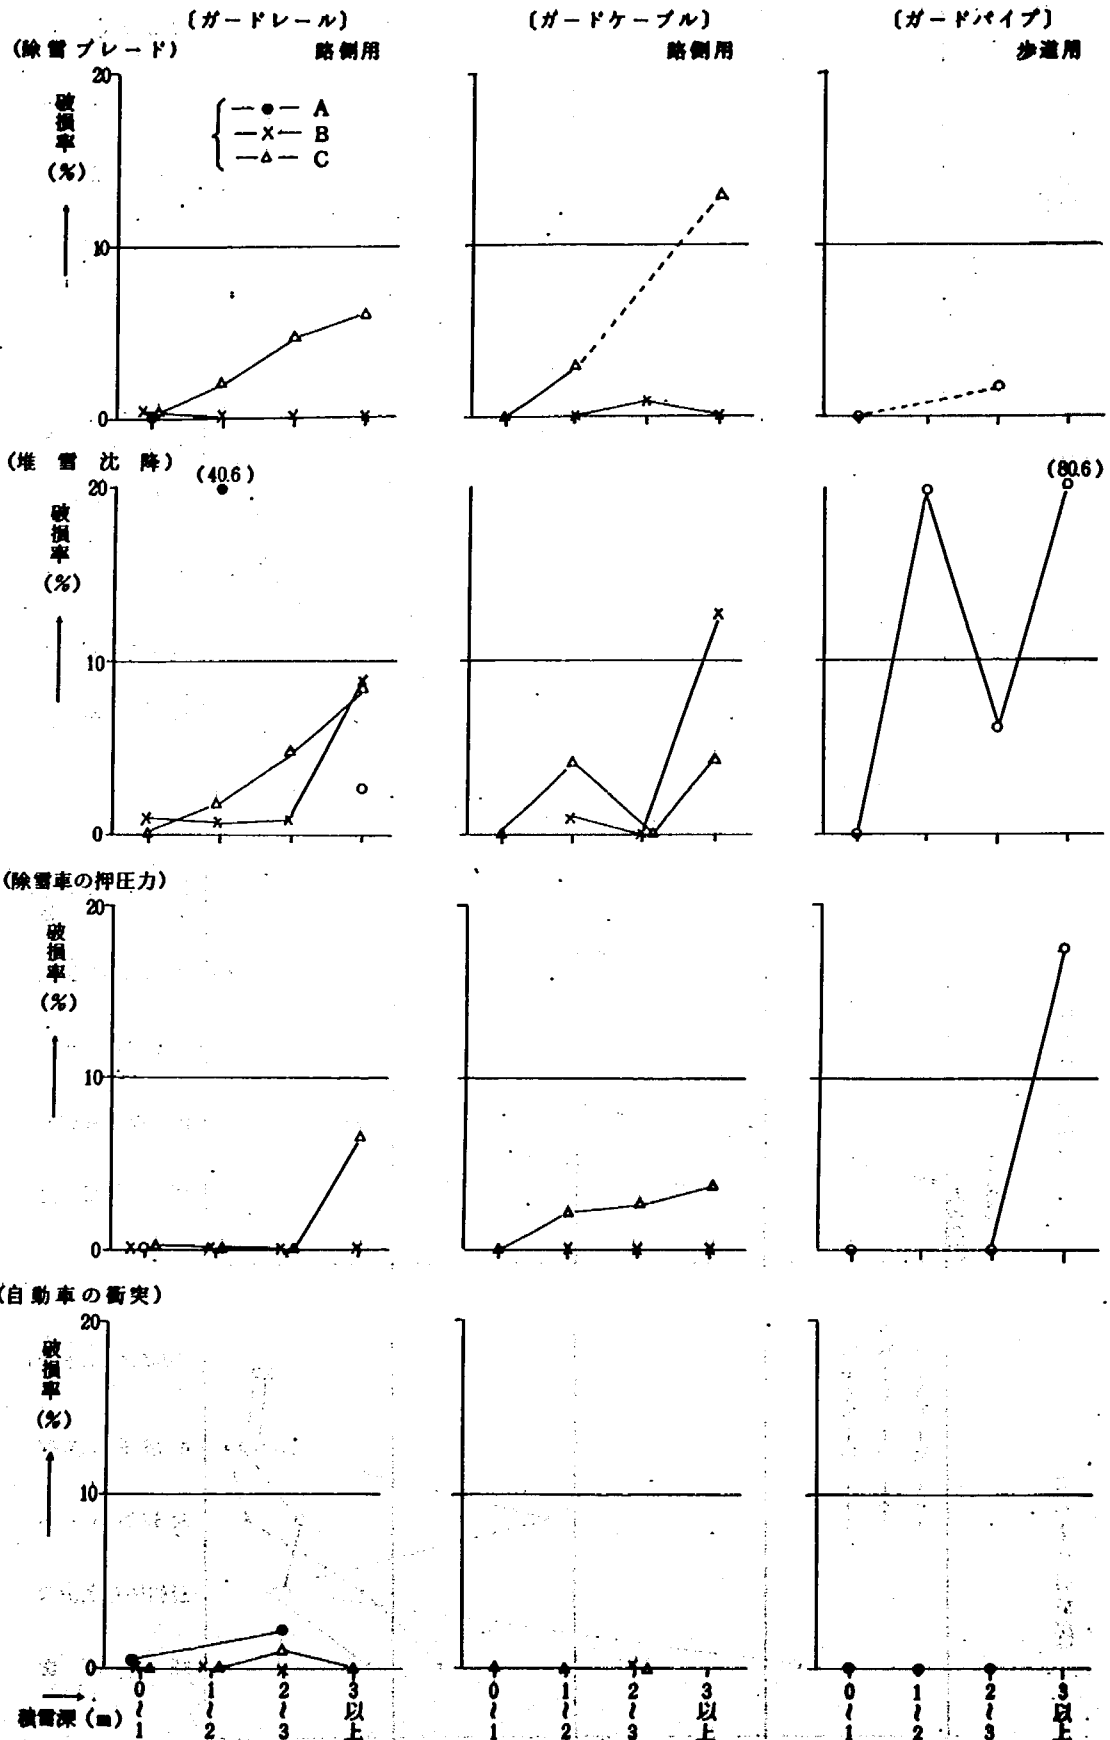 〔ガードレール〕 〔ガードケーブル〕 〔ガードパイプ〕
(除雪ブレード) 路側用 路側用 歩道用
20
破損率(%)
A
B
C
10
0
(堆雪沈降) (40.6) (80.6)
20
破損率(%)
10
0
(除雪車の押圧力)
20
破損率(%)
10
0
(自動車の衝突)
20
破損率(%)
10
0
積雪深(m) 0~1 1~2 2~3 3以上 0~1 1~2 2~3 3以上 0~1 1~2 2~3 3以上